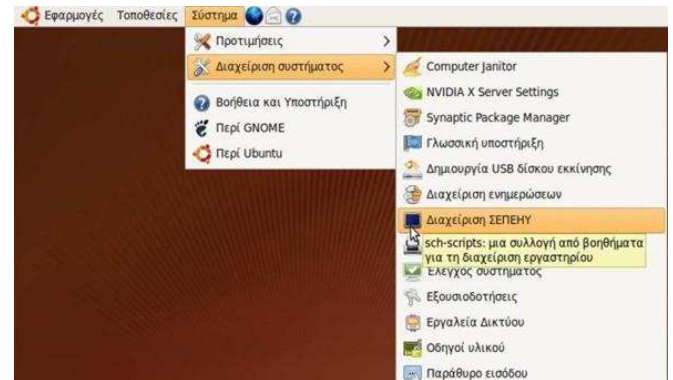 Εφαρμογές Τοποθεσίες Σύστημα
Προτιμήσεις
Διαχείριση συστήματος
Βοήθεια και Υποστήριξη
Περί GNOME
Περί Ubuntu
Computer Janitor
NVIDIA X Server Settings
Synaptic Package Manager
Γλωσσική υποστήριξη
Δημιουργία USB δίσκου εκκίνησης
Διαχείριση ενημερώσεων
Διαχείριση ΣΕΠΕΗΥ
sch-scripts: μια συλλογή από βοηθήματα
για τη διαχείριση εργαστηρίου
Έλεγχος συστήματος
Εξουσιοδοτήσεις
Εργαλεία Δικτύου
Οδηγοί υλικού
Παράθυρο εισόδου